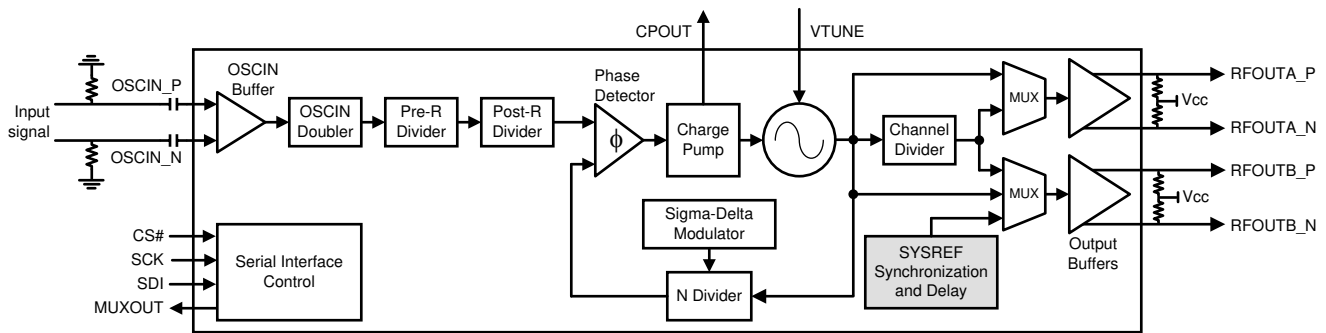 CPOUT
VTUNE
OSCIN_P
OSCIN
Buffer
Input
signal
OSCIN_N
OSCIN
Doubler
Pre-R
Divider
Post-R
Divider
Phase
Detector
ϕ
Charge
Pump
Channel
Divider
MUX
MUX
RFOUTA_P
Vcc
RFOUTA_N
RFOUTB_P
Vcc
RFOUTB_N
Output
Buffers
Sigma-Delta
Modulator
N Divider
SYSREF
Synchronization
and Delay
CS#
SCK
SDI
MUXOUT
Serial Interface
Control